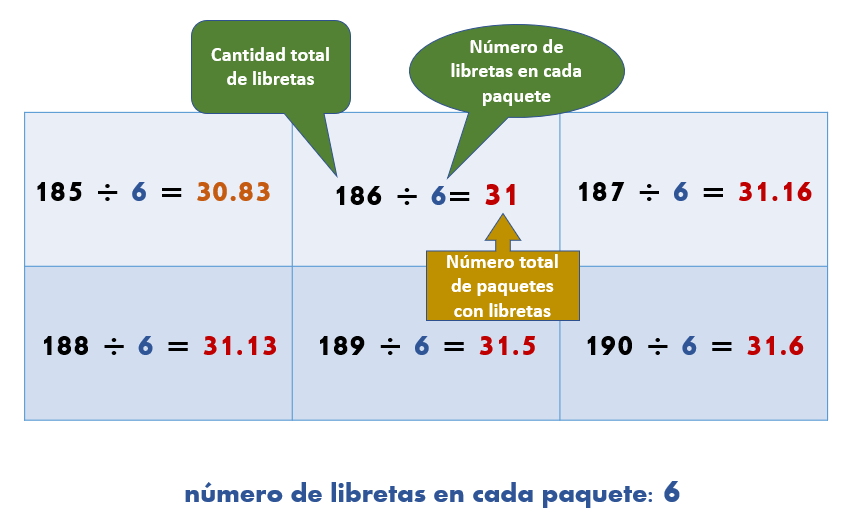 Cantidad total
de libretas
Número de
libretas en cada
paquete
185 ÷ 6 = 30.83
186 ÷ 6= 31
187 ÷ 6 = 31.16
Número total
de paquetes
con libretas
188 ÷ 6 = 31.13
189 ÷ 6 = 31.5
190 ÷ 6 = 31.6
número de libretas en cada paquete: 6